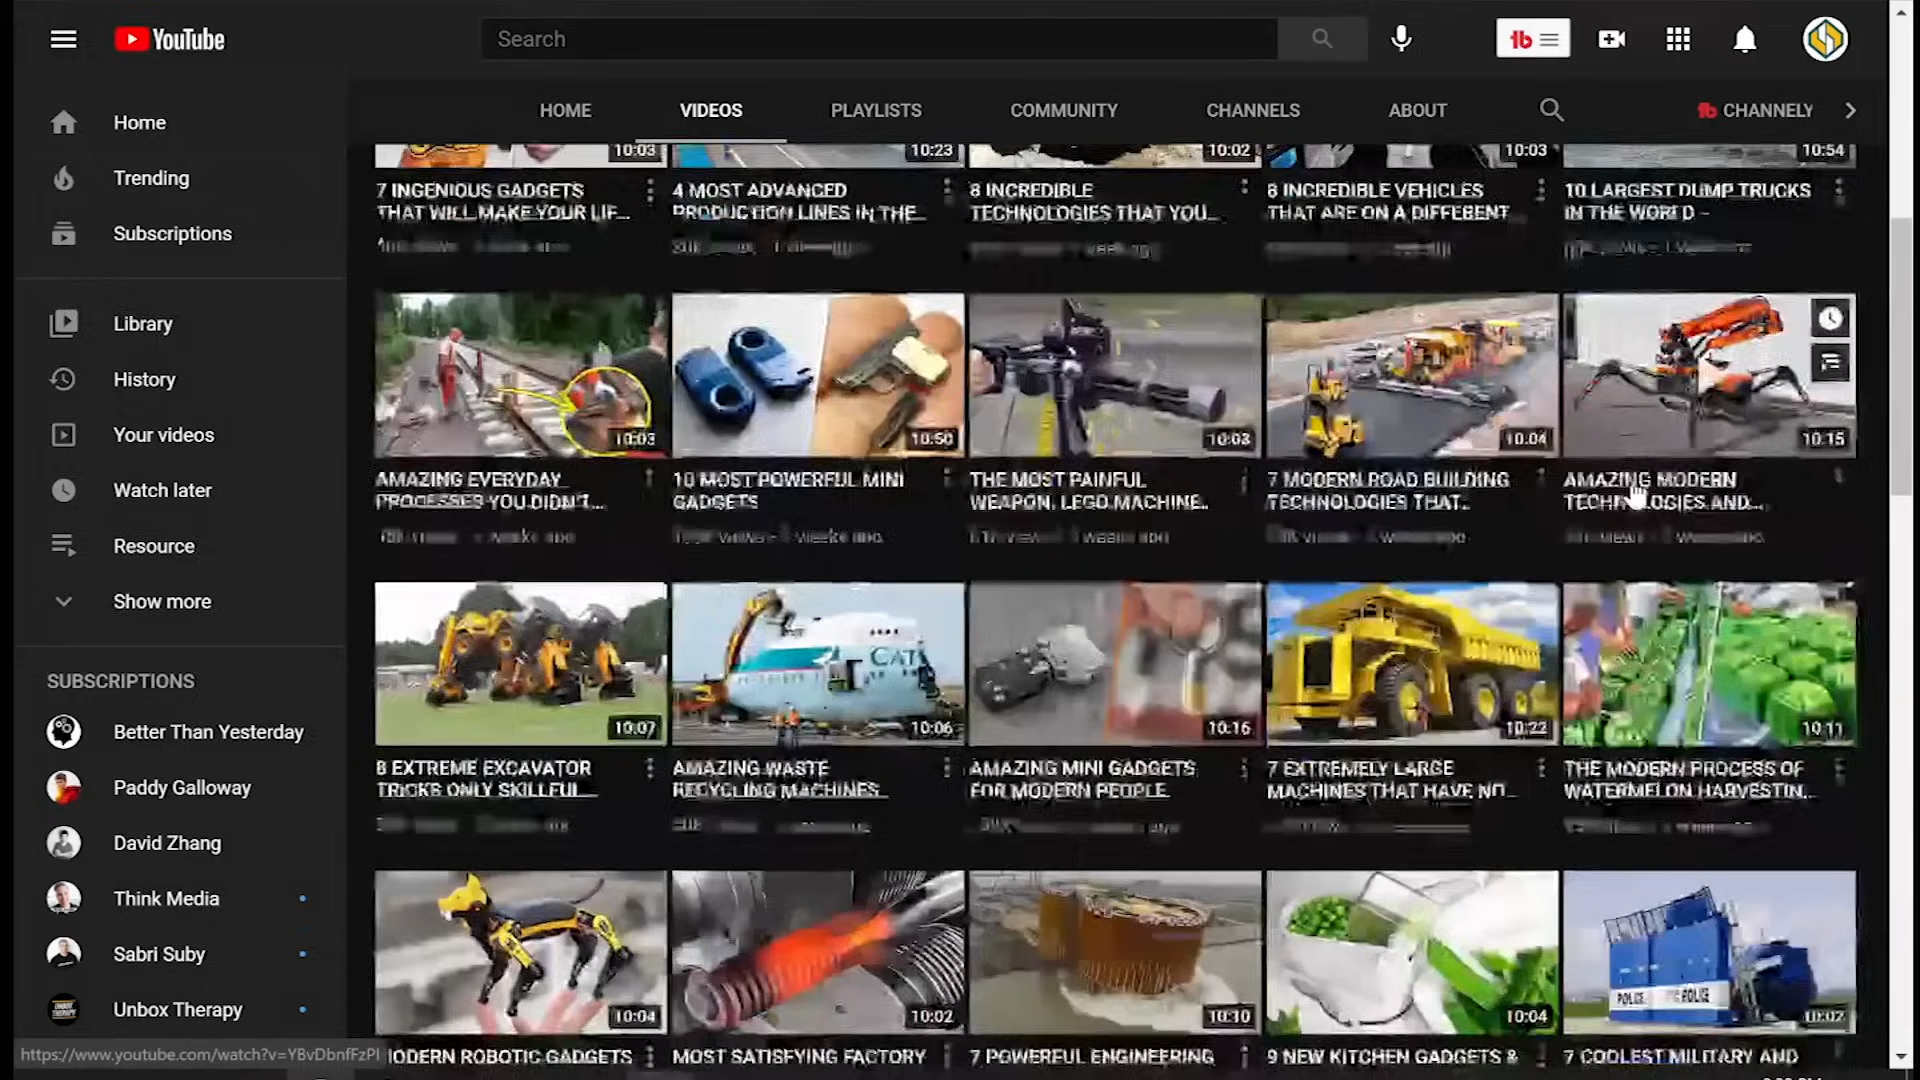 YouTube
Search
HOME
VIDEOS
PLAYLISTS
COMMUNITY
CHANNELS
ABOUT
CHANNELY
Home
Trending
Subscriptions
Library
History
Your videos
Watch later
Resource
Show more
SUBSCRIPTIONS
Better Than Yesterday
Paddy Galloway
David Zhang
Think Media
Sabri Suby
Unbox Therapy
10:03
10:23
10:02
10:03
10:54
7 INGENIOUS GADGETS
THAT WILL MAKE YOUR LIF...
4 MOST ADVANCED
PRODUCTION LINES IN THE...
8 INCREDIBLE
TECHNOLOGIES THAT YOU...
6 INCREDIBLE VEHICLES
THAT ARE ON A DIFFERENT
10 LARGEST DUMP TRUCKS
IN THE WORLD -
10:03
10:50
10:03
10:04
10:15
AMAZING EVERYDAY
PROCESSES YOU DIDN'T...
10 MOST POWERFUL MINI
GADGETS
THE MOST PAINFUL
WEAPON, LEGO MACHINE..
7 MODERN ROAD BUILDING
TECHNOLOGIES THAT..
AMAZING MODERN
TECHNOLOGIES AND...
10:07
10:06
10:16
10:22
10:11
8 EXTREME EXCAVATOR
TRICKS ONLY SKILLFUL...
AMAZING WASTE
RECYCLING MACHINES...
AMAZING MINI GADGETS
FOR MODERN PEOPLE
7 EXTREMELY LARGE
MACHINES THAT HAVE NO...
THE MODERN PROCESS OF
WATERMELON HARVESTIN...
10:04
10:02
10:10
10:04
POLICE
POLICE
10:02
MODERN ROBOTIC GADGETS
MOST SATISFYING FACTORY
7 POWERFUL ENGINEERING
9 NEW KITCHEN GADGETS &
7 COOLEST MILITARY AND
https://www.youtube.com/watch?v=YBvDbnfFzPI